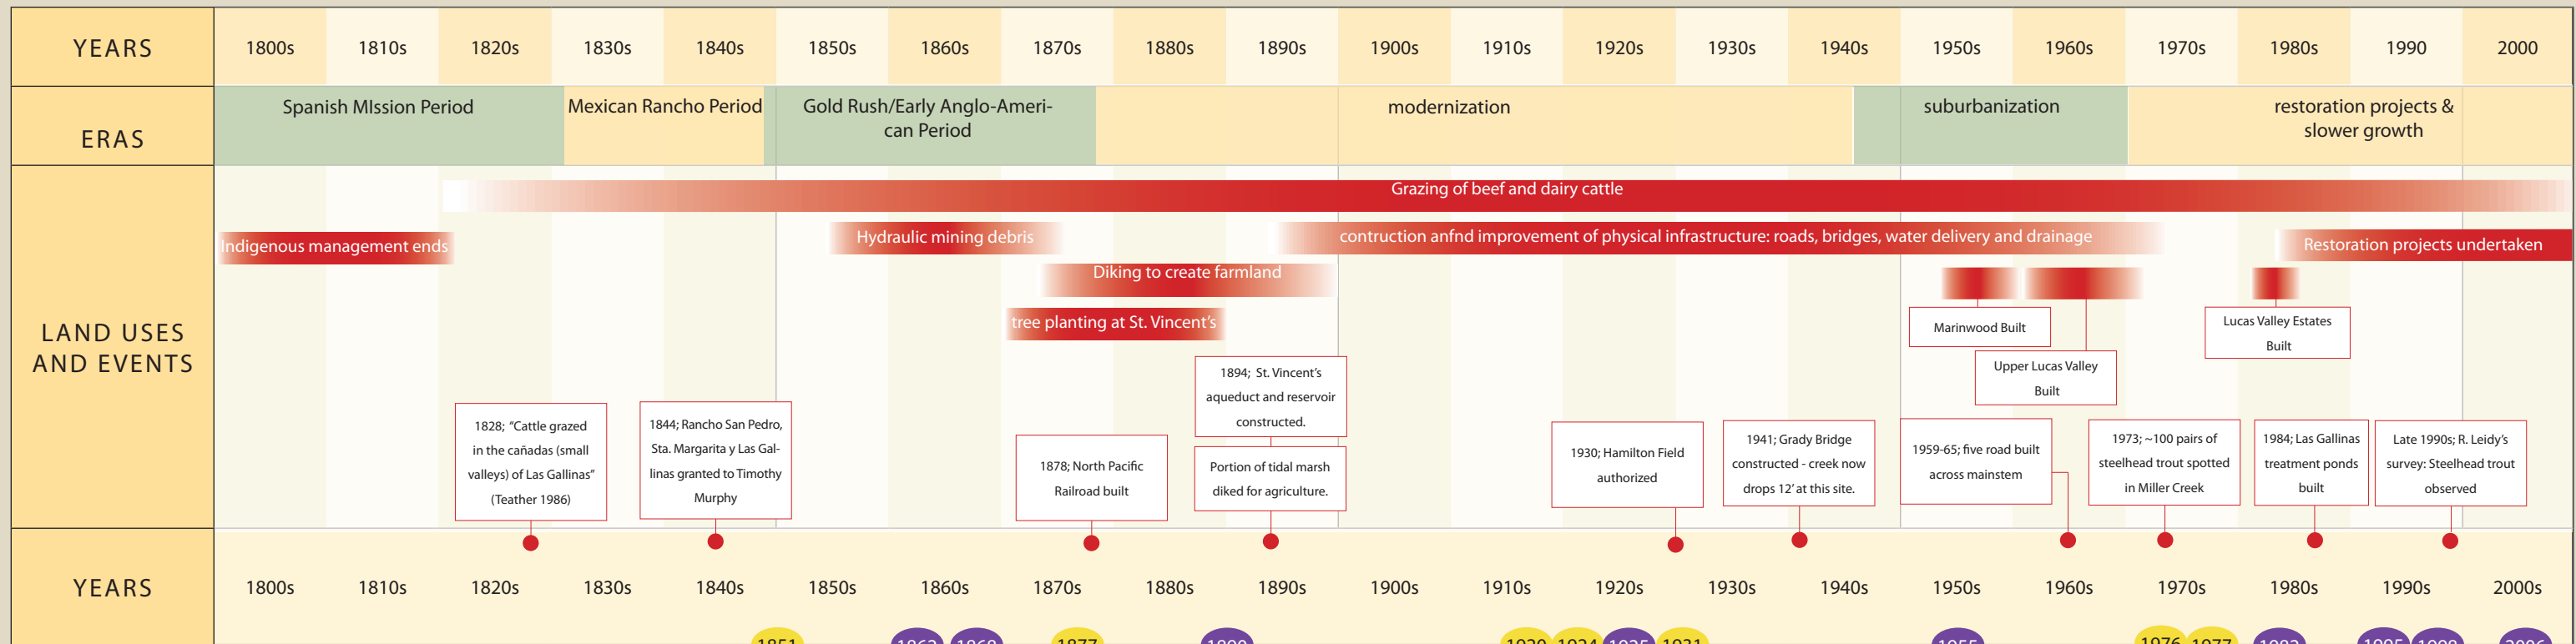 YEARS 1800s 1810s 1820s 1830s 1840s 1850s 1860s 1870s 1880s 1890s 1900s 1910s 1920s 1930s 1940s 1950s 1960s 1970s 1980s 1990 2000
ERAS
Spanish MIssion Period
Mexican Rancho Period
Gold Rush/Early Anglo-Ameri-
can Period
modernization
suburbanization
restoration projects &
slower growth
LAND USES
AND EVENTS
Grazing of beef and dairy cattle
Indigenous management ends
Hydraulic mining debris
contruction anfnd improvement of physical infrastructure: roads, bridges, water delivery and drainage
Restoration projects undertaken
Diking to create farmland
tree planting at St. Vincent's
Marinwood Built
Upper Lucas Valley
Built
Lucas Valley Estates
Built
1828; "Cattle grazed
in the cañadas (small
valleys) of Las Gallinas"
(Teather 1986)
1844; Rancho San Pedro,
Sta. Margarita y Las Gal-
linas granted to Timothy
Murphy
1878; North Pacific
Railroad built
1894; St. Vincent's
aqueduct and reservoir
constructed.
Portion of tidal marsh
diked for agriculture.
1930; Hamilton Field
authorized
1941; Grady Bridge
constructed - creek now
drops 12' at this site.
1959-65; five road built
across mainstem
1973; ~100 pairs of
steelhead trout spotted
in Miller Creek
1984; Las Gallinas
treatment ponds
built
Late 1990s; R. Leidy's
survey: Steelhead trout
observed
YEARS 1800s 1810s 1820s 1830s 1840s 1850s 1860s 1870s 1880s 1890s 1900s 1910s 1920s 1930s 1940s 1950s 1960s 1970s 1980s 1990s 2000s
1851 1877 1890 1924 1925 1931 1955 1976 1977